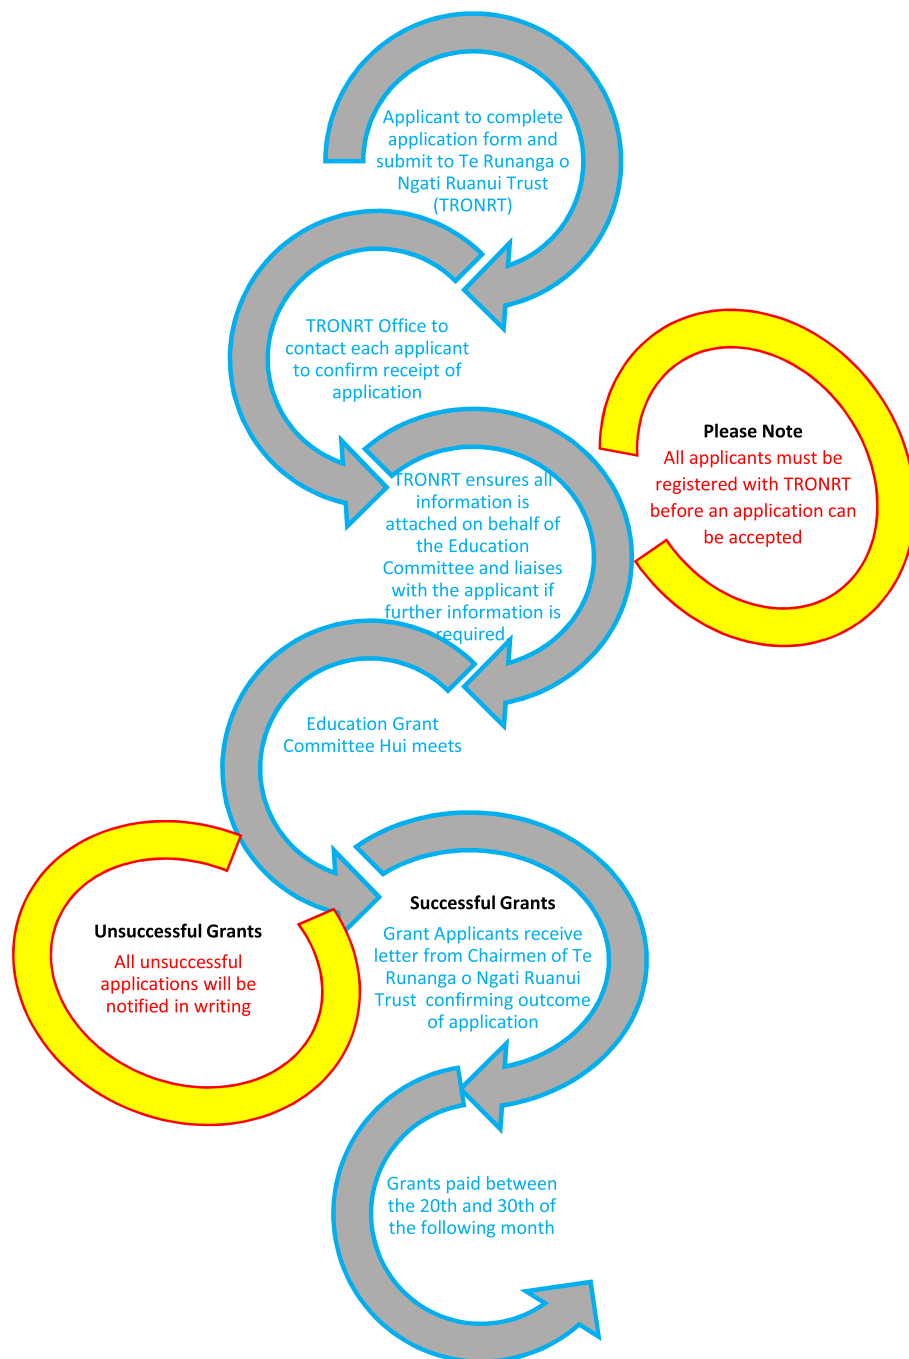 Applicant to complete
application form and
submit to Te Runanga o
Ngati Ruanui Trust
(TRONRT)
TRONRT Office to
contact each applicant
to confirm receipt of
application
Please Note
All applicants must be
registered with TRONRT
before an application can
be accepted
TRONRT ensures all
information is
attached on behalf of
the Education
Committee and liaises
with the applicant if
further information is
required.
Education Grant
Committee Hui meets
Unsuccessful Grants
All unsuccessful
applications will be
notified in writing
Successful Grants
Grant Applicants receive
letter from Chairmen of Te
Runanga o Ngati Ruanui
Trust  confirming outcome
of application
Grants paid between
the 20th and 30th of
the following month